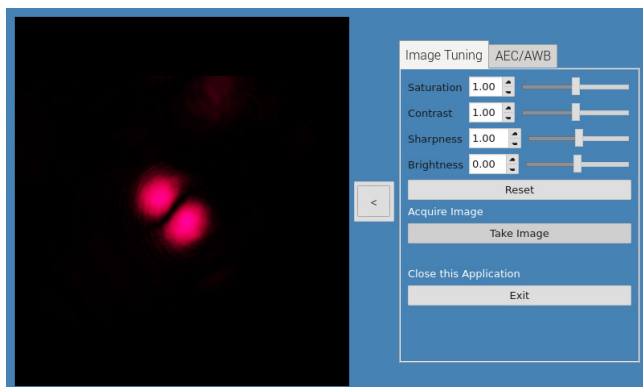 Image Tuning AEC/AWB
Saturation 1.00
Contrast 1.00
Sharpness 1.00
Brightness 0.00
Reset
<
Acquire Image
Take Image
Close this Application
Exit